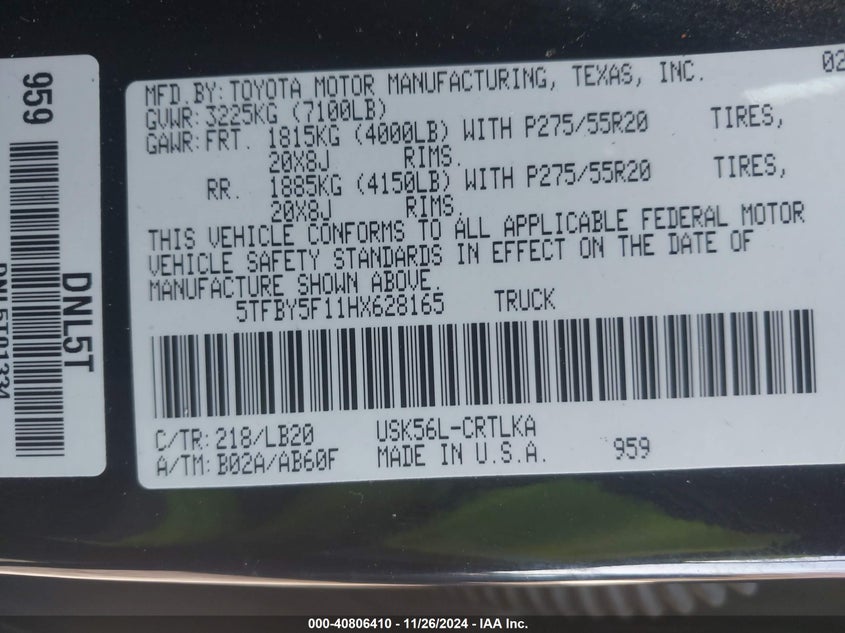 959
DNL5T
DNL5T01334
MFD.BY:TOYOTA MOTOR MANUFACTURING, TEXAS, INC. 02
GVWR:3225KG (7100LB)
GAWR:FRT. 1815KG (4000LB) WITH P275/55R20 TIRES,
20X8J RIMS.
RR. 1885KG (4150LB) WITH P275/55R20 TIRES,
20X8J RIMS.
THIS VEHICLE CONFORMS TO ALL APPLICABLE FEDERAL MOTOR
VEHICLE SAFETY STANDARDS IN EFFECT ON THE DATE OF
MANUFACTURE SHOWN ABOVE.
5TFBY5F11HX628165 TRUCK
C/TR:218/LB20 USK56L-CRTLKA
A/TM:B02A/AB60F MADE IN U.S.A. 959
000-40806410 - 11/26/2024 - IAA Inc.